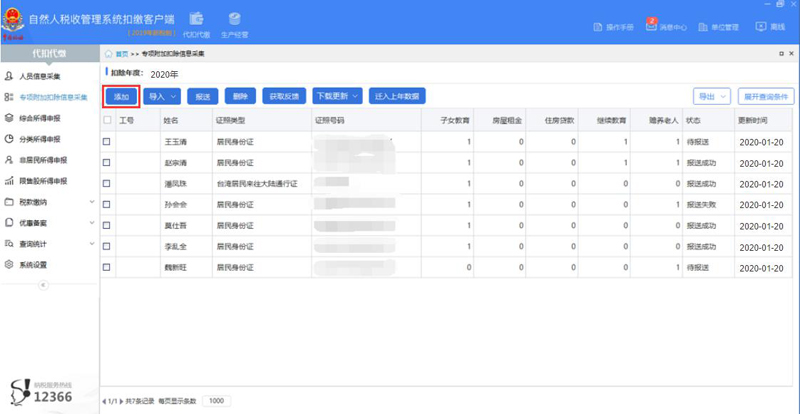 自然人税收管理系统扣缴客户端
代扣代缴 生产经营
操作手册 2 消息中心 单位管理 离线
代扣代缴
首页 >> 专项附加扣除信息采集
人员信息采集
专项附加扣除信息采集
综合所得申报
分类所得申报
非居民所得申报
限售股所得申报
税款缴纳
优惠备案
查询统计
系统设置
扣除年度: 2020年
添加 导入 报送 删除 获取反馈 下载更新 迁入上年数据 导出 展开查询条件
工号 姓名 证照类型 证照号码 子女教育 房屋租金 住房贷款 继续教育 赡养老人 状态 更新时间
王玉清 居民身份证 1 0 0 1 1 待报送 2020-01-20
赵宗清 居民身份证 1 0 0 1 1 报送成功 2020-01-20
潘凤珠 台湾居民来往大陆通行证 1 0 0 0 0 报送成功 2020-01-20
孙会会 居民身份证 1 0 0 0 1 报送失败 2020-01-20
莫仕吾 居民身份证 1 0 0 0 0 报送成功 2020-01-20
李乱全 居民身份证 1 0 0 0 0 报送成功 2020-01-20
魏新旺 居民身份证 0 0 0 0 1 待报送 2020-01-20
纳税服务热线
12366
1/1 共7条记录 每页显示条数 1000